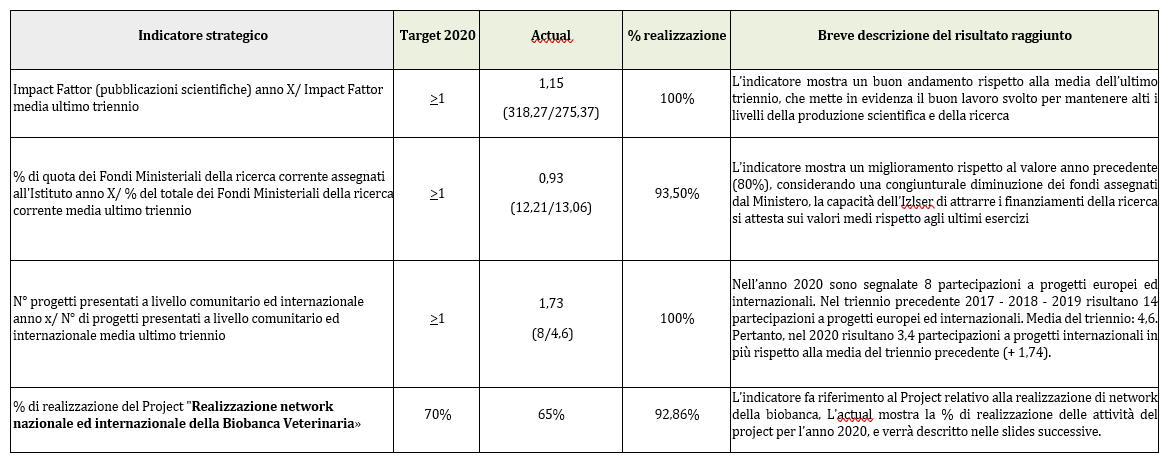 Indicatore strategico
Target 2020
Actual
% realizzazione
Breve descrizione del risultato raggiunto
Impact Fattor (pubblicazioni scientifiche) anno X/ Impact Fattor
media ultimo triennio
≥1
1,15
(318,27/275,37)
100%
L'indicatore mostra un buon andamento rispetto alla media dell'ultimo
triennio, che mette in evidenza il buon lavoro svolto per mantenere alti i
livelli della produzione scientifica e della ricerca
% di quota dei Fondi Ministeriali della ricerca corrente assegnati
all'Istituto anno X/ % del totale dei Fondi Ministeriali della ricerca
corrente media ultimo triennio
≥1
0,93
(12,21/13,06)
93,50%
L'indicatore mostra un miglioramento rispetto al valore anno precedente
(80%), considerando una congiunturale diminuzione dei fondi assegnati
dal Ministero, la capacità dell'Izlser di attrarre i finanziamenti della ricerca
si attesta sui valori medi rispetto agli ultimi esercizi
N° progetti presentati a livello comunitario ed internazionale
anno x/ N° di progetti presentati a livello comunitario ed
internazionale media ultimo triennio
≥1
1,73
(8/4,6)
100%
Nell'anno 2020 sono segnalate 8 partecipazioni a progetti europei ed
internazionali. Nel triennio precedente 2017 - 2018 - 2019 risultano 14
partecipazioni a progetti europei ed internazionali. Media del triennio: 4,6.
Pertanto, nel 2020 risultano 3,4 partecipazioni a progetti internazionali in
più rispetto alla media del triennio precedente (+ 1,74).
% di realizzazione del Project "Realizzazione network
nazionale ed internazionale della Biobanca Veterinaria»
70%
65%
92,86%
L'indicatore fa riferimento al Project relativo alla realizzazione di network
della biobanca, L'actual mostra la % di realizzazione delle attività del
project per l'anno 2020, e verrà descritto nelle slides successive.